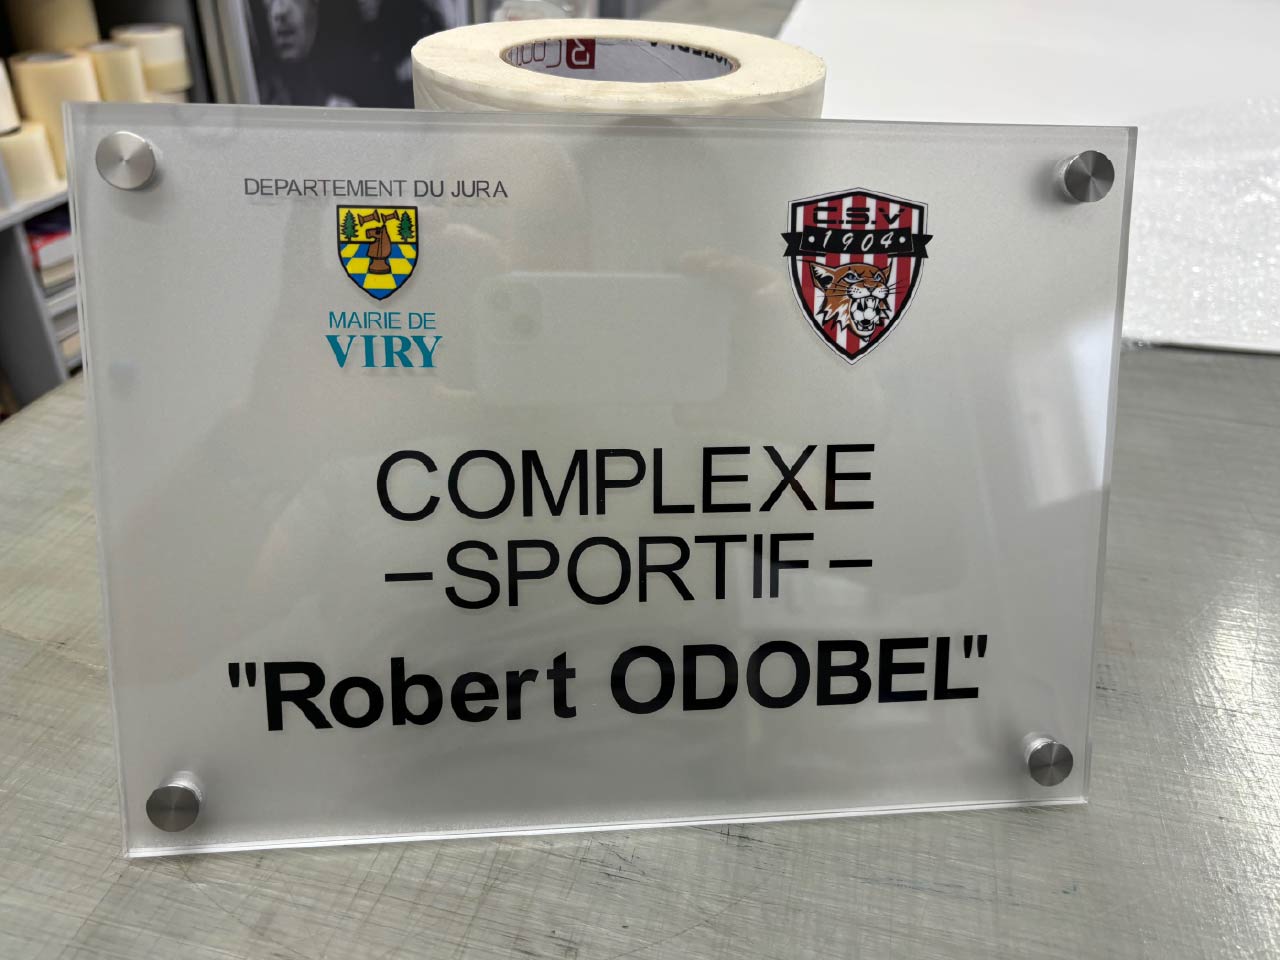 DEPARTEMENT DU JURA
MAIRIE DE
VIRY
C.S.V
1904
COMPLEXE
-SPORTIF-
"Robert ODOBEL"